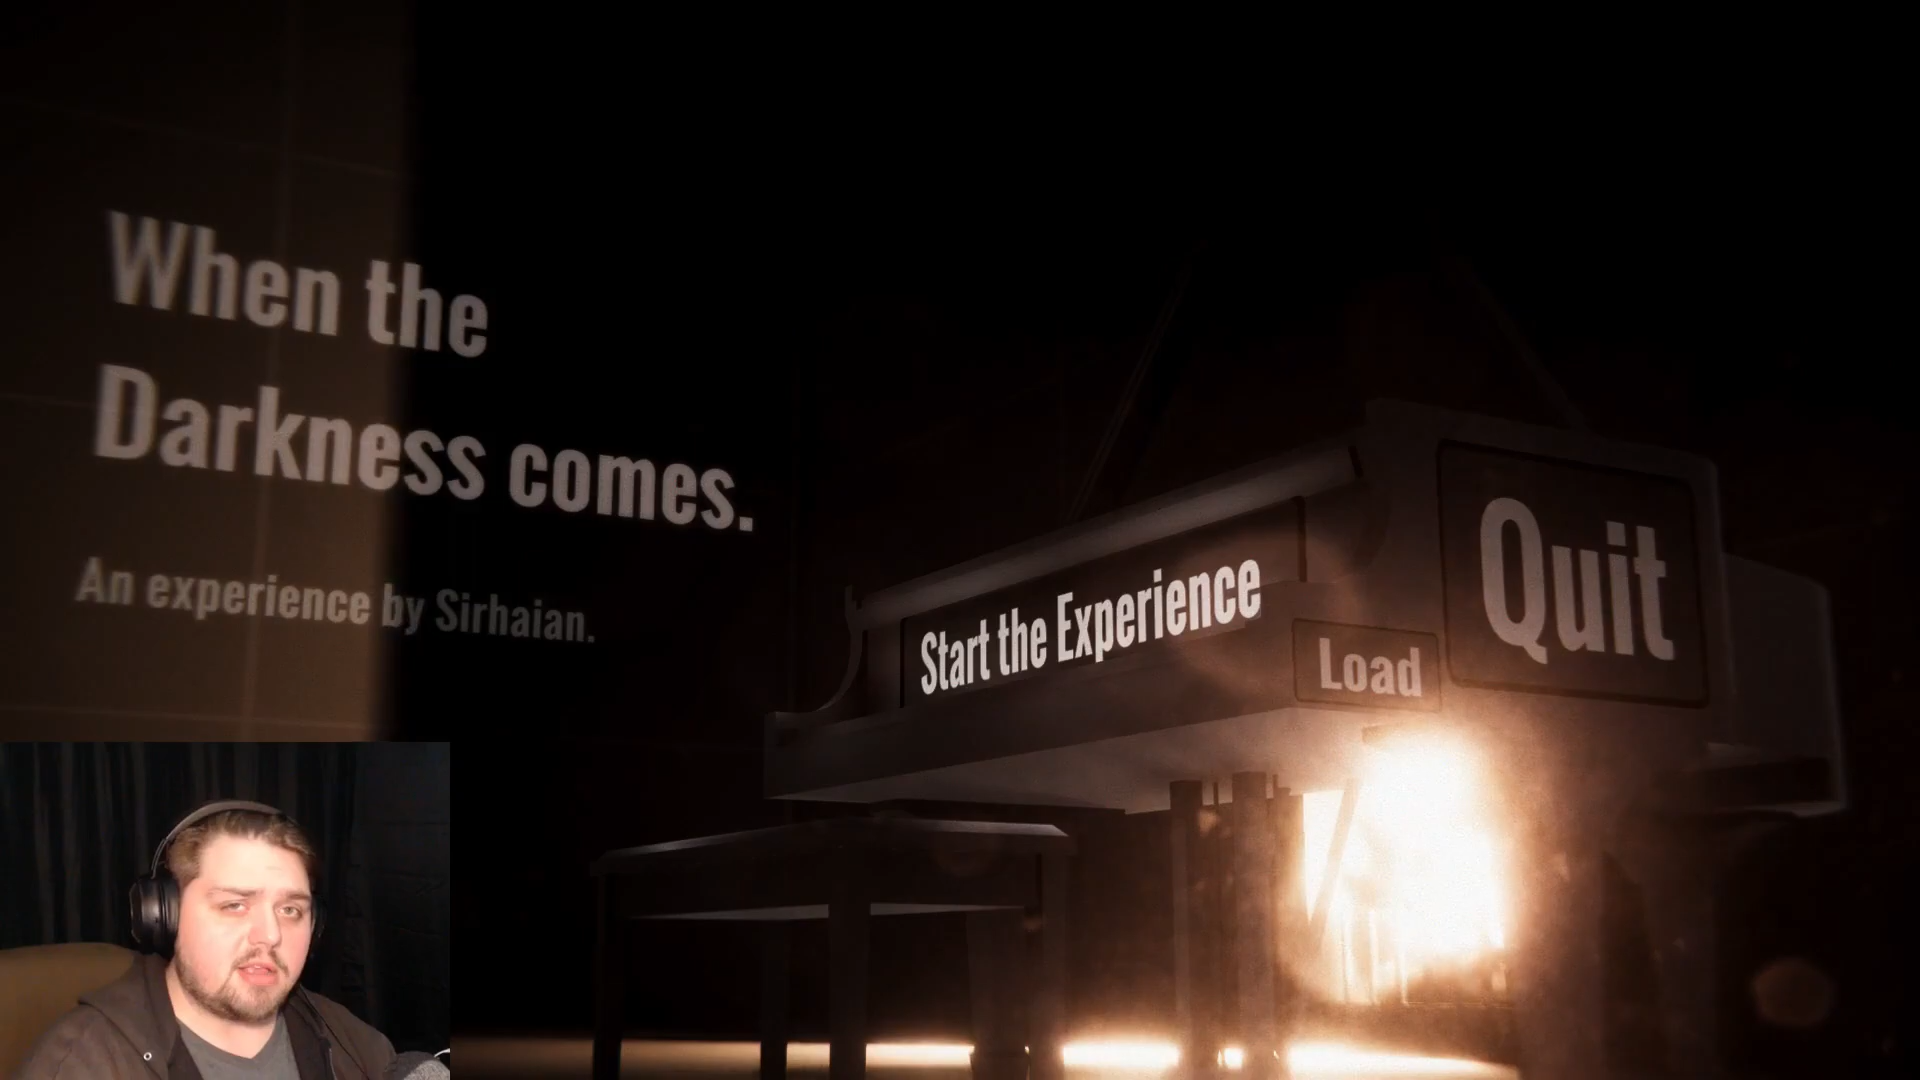 When the
Darkness comes.
An experience by Sirhaian.
Start the Experience
Load
Quit